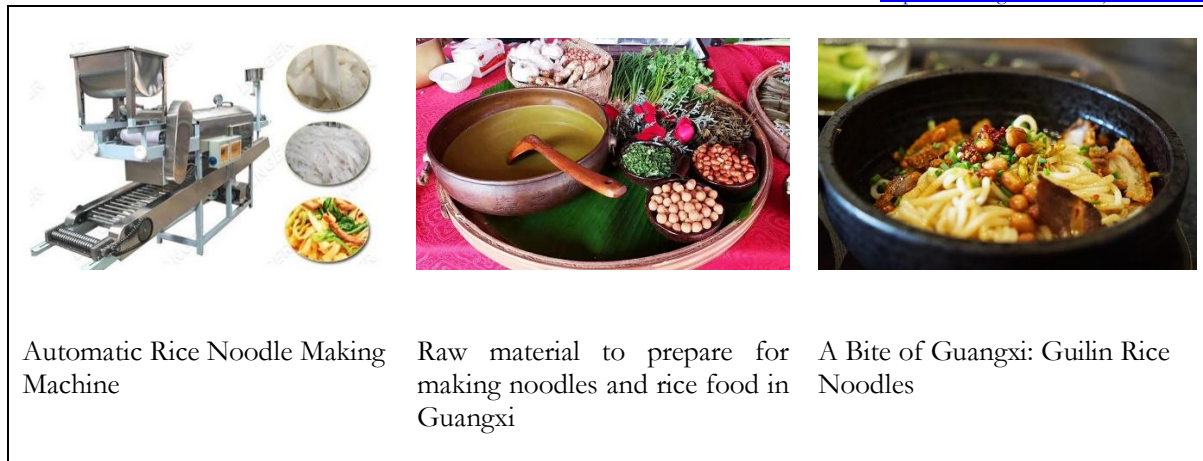 Automatic Rice Noodle Making
Machine
Raw material to prepare for
making noodles and rice food in
Guangxi
A Bite of Guangxi: Guilin Rice
Noodles